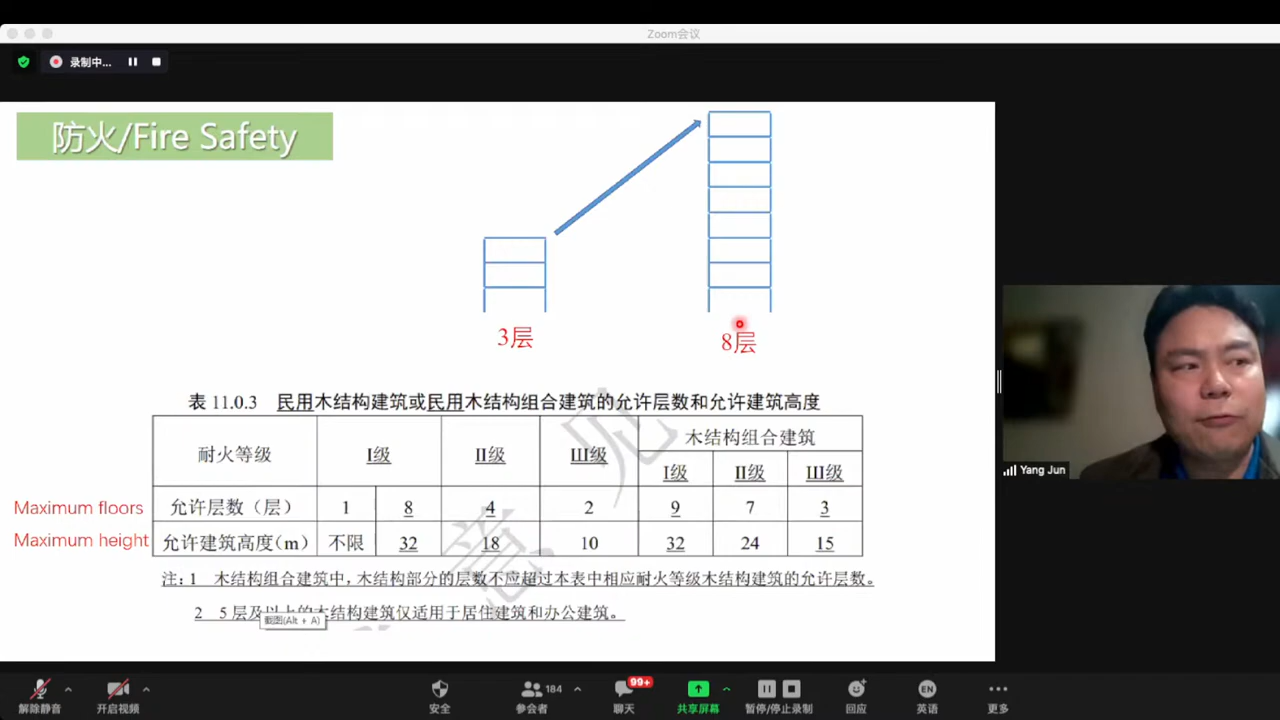 Zoom会议
录制中...
防火/Fire Safety
3层
8层
表 11.0.3 民用木结构建筑或民用木结构组合建筑的允许层数和允许建筑高度
耐火等级 I级 II级 III级 木结构组合建筑
I级 II级 III级
Maximum floors 允许层数（层） 1 8 4 2 9 7 3
Maximum height 允许建筑高度(m) 不限 32 18 10 32 24 15
注: 1 木结构组合建筑中，木结构部分的层数不应超过本表中相应耐火等级木结构建筑的允许层数。
2 5层及以上的木结构建筑仅适用于居住建筑和办公建筑。
截图(Alt + A)
意见
Yang Jun
解除静音 开启视频 安全 参会者 184 聊天 99+ 共享屏幕 暂停/停止录制 回应 EN 英语 更多